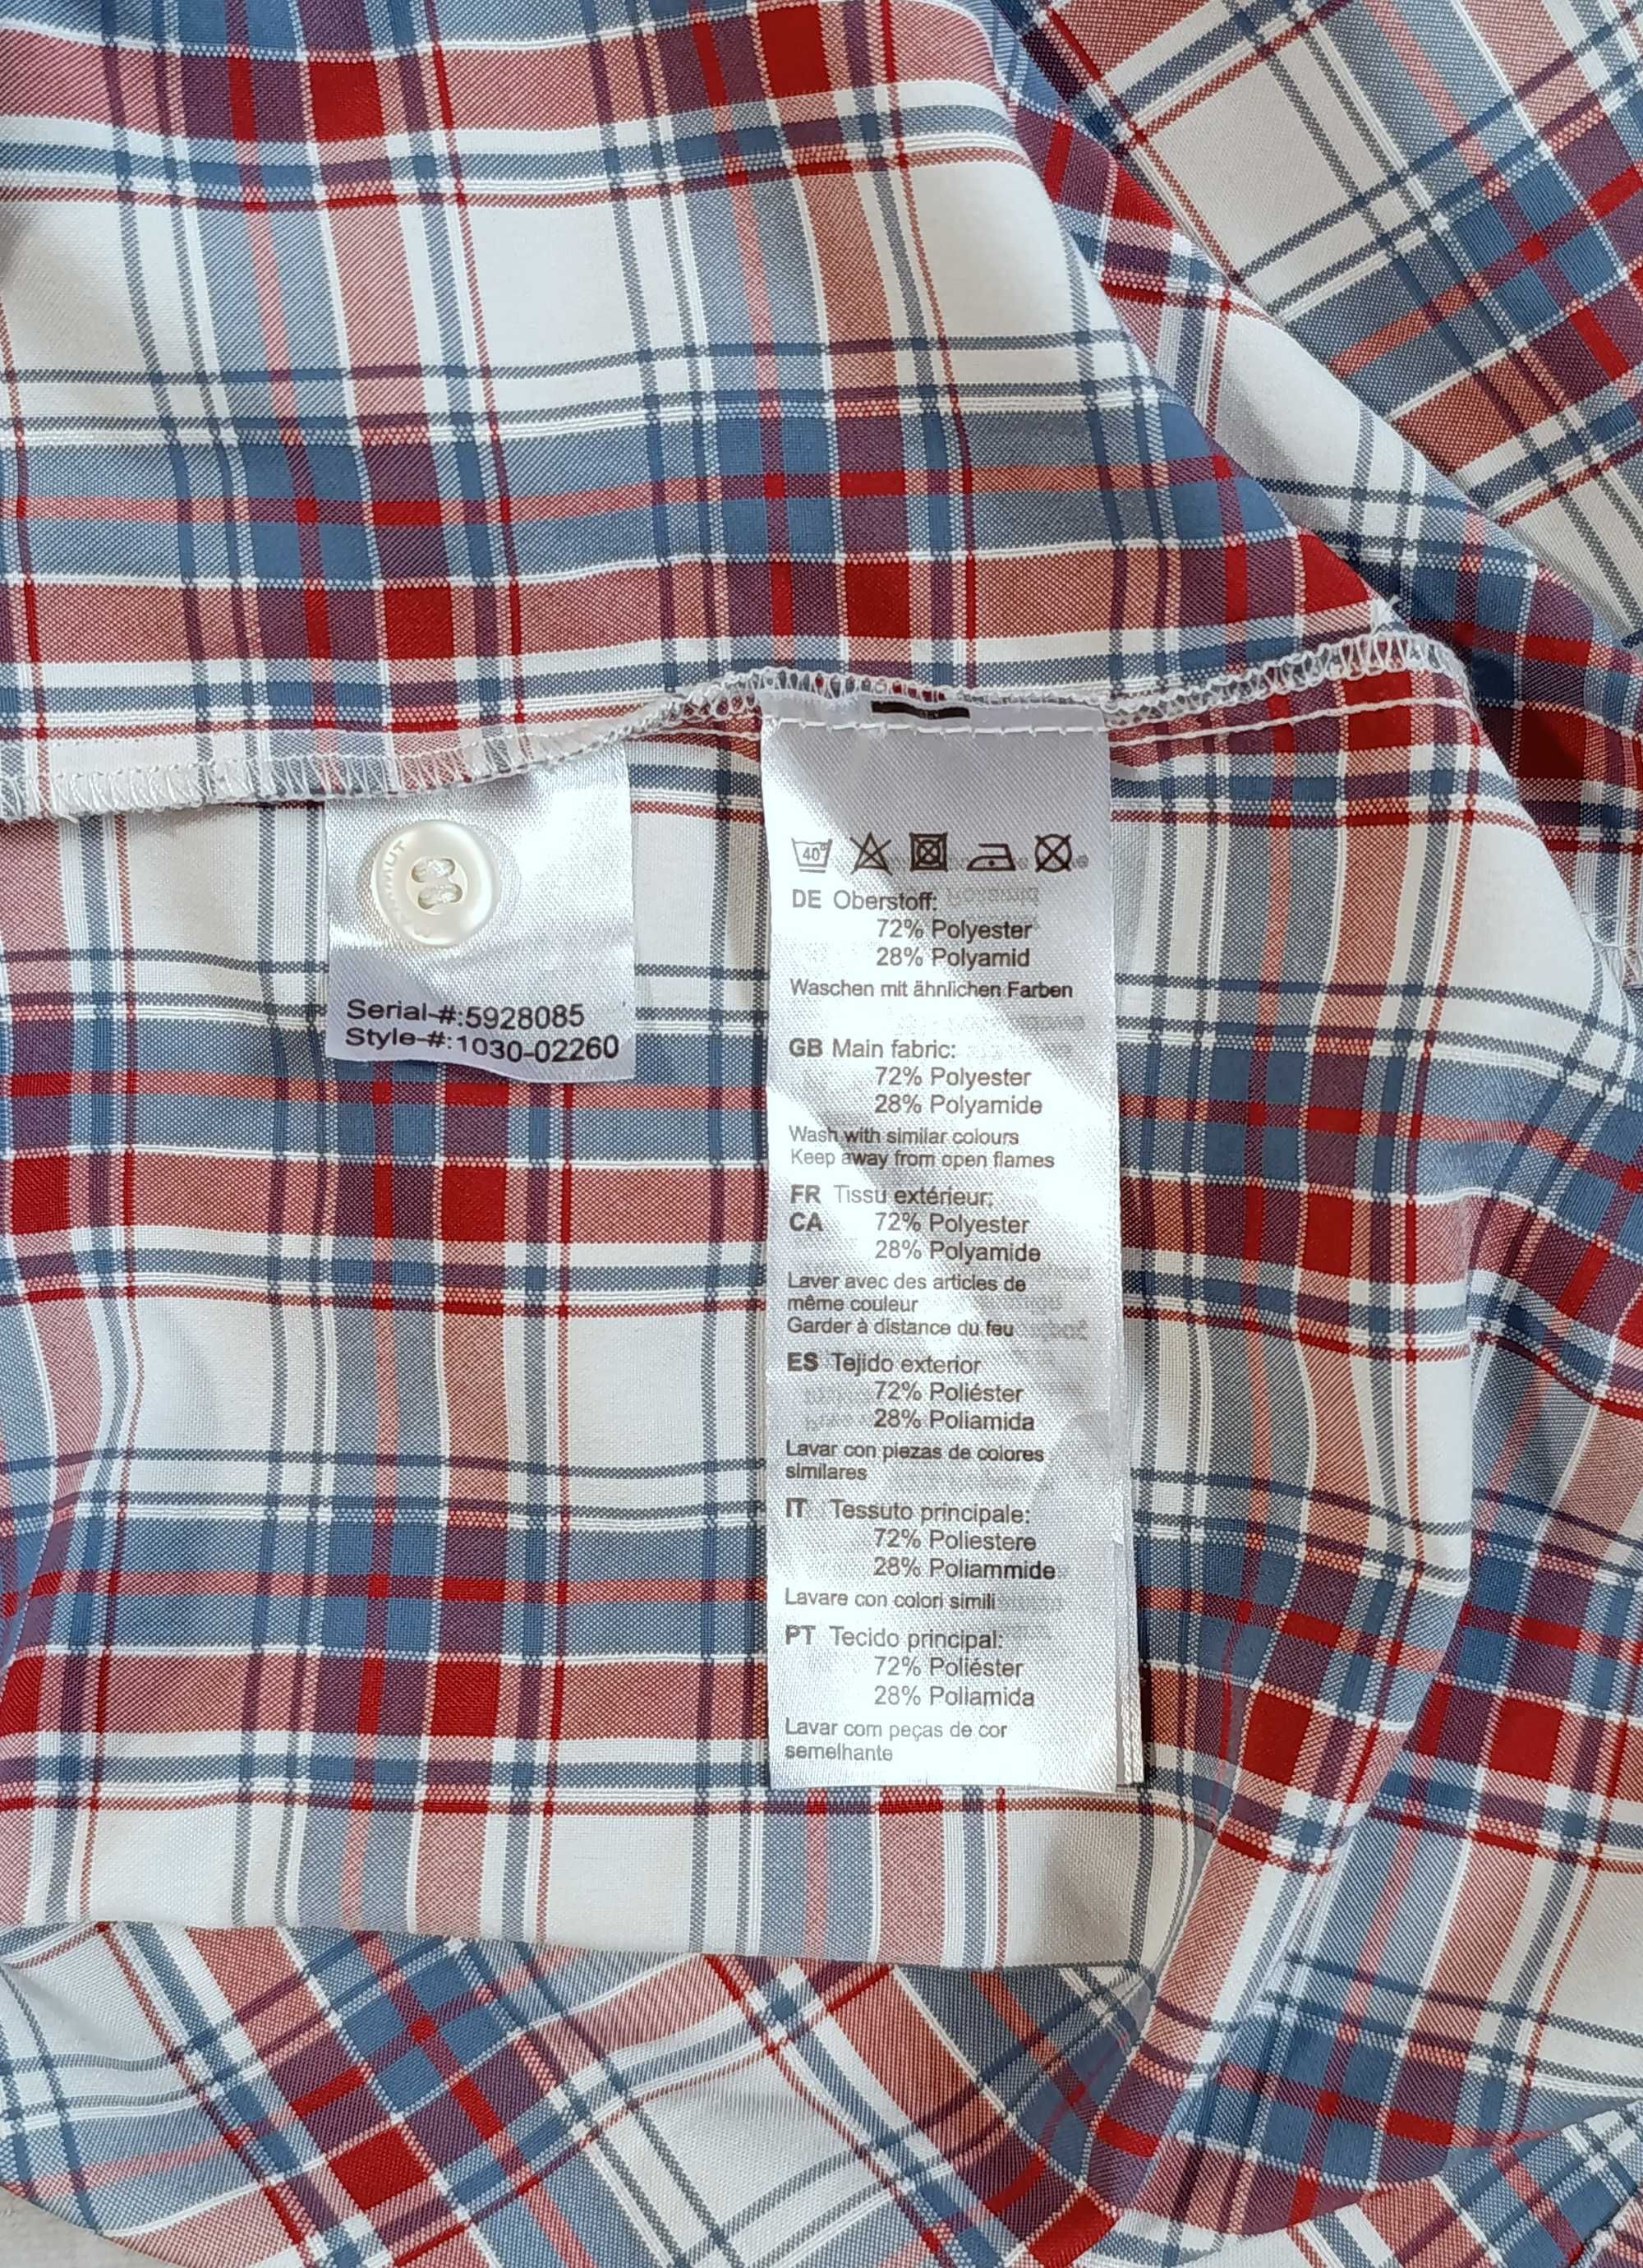 Serial-#:5928085
Style-#:1030-02260
40°
DE Oberstoff:
72% Polyester
28% Polyamid
Waschen mit ähnlichen Farben
GB Main fabric:
72% Polyester
28% Polyamide
Wash with similar colours
Keep away from open flames
FR Tissu extérieur:
CA 72% Polyester
28% Polyamide
Laver avec des articles de
même couleur
Garder à distance du feu
ES Tejido exterior
72% Poliéster
28% Poliamida
Lavar con piezas de colores
similares
IT Tessuto principale:
72% Poliestere
28% Poliammide
Lavare con colori simili
PT Tecido principal:
72% Poliéster
28% Poliamida
Lavar com peças de cor
semelhante